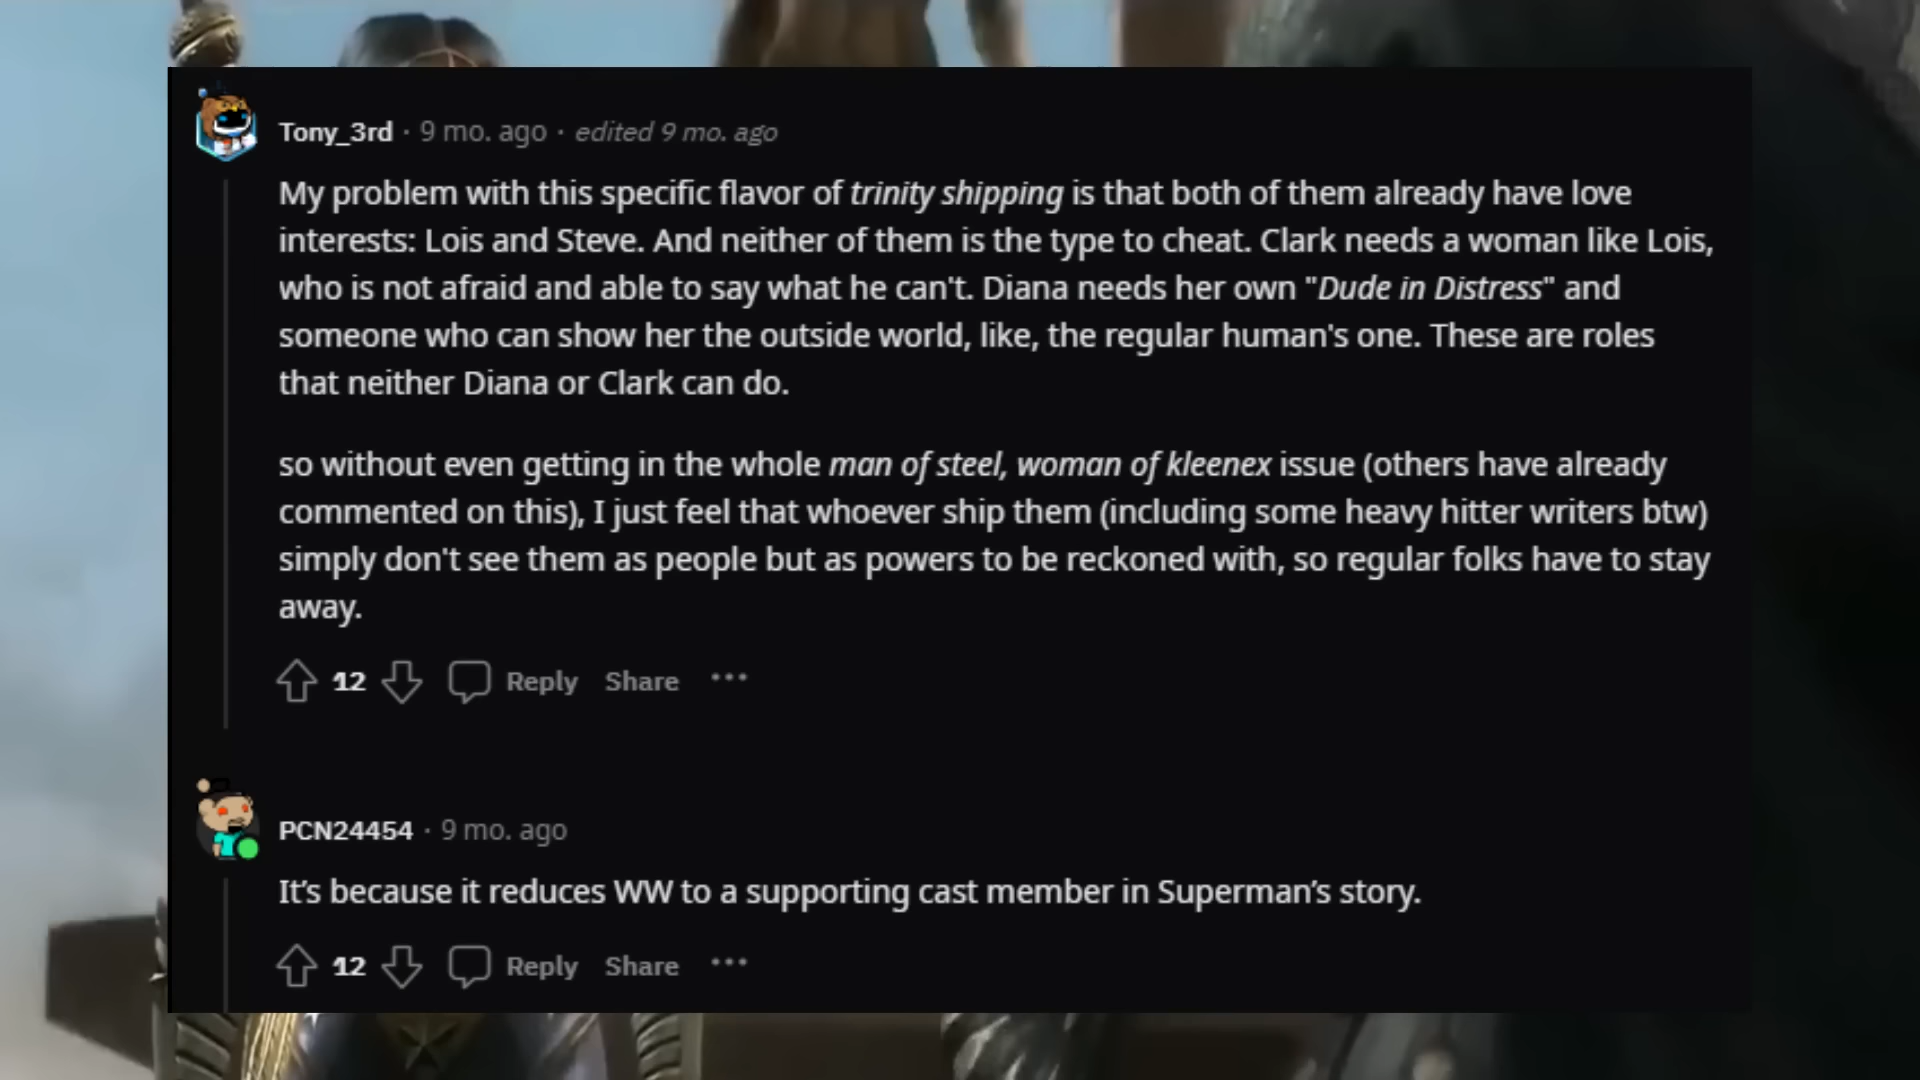 Tony_3rd · 9 mo. ago · edited 9 mo. ago
My problem with this specific flavor of trinity shipping is that both of them already have love
interests: Lois and Steve. And neither of them is the type to cheat. Clark needs a woman like Lois,
who is not afraid and able to say what he can't. Diana needs her own "Dude in Distress" and
someone who can show her the outside world, like, the regular human's one. These are roles
that neither Diana or Clark can do.
so without even getting in the whole man of steel, woman of kleenex issue (others have already
commented on this), I just feel that whoever ship them (including some heavy hitter writers btw)
simply don't see them as people but as powers to be reckoned with, so regular folks have to stay
away.
12 Reply Share ···
PCN24454 · 9 mo. ago
It’s because it reduces WW to a supporting cast member in Superman’s story.
12 Reply Share ···